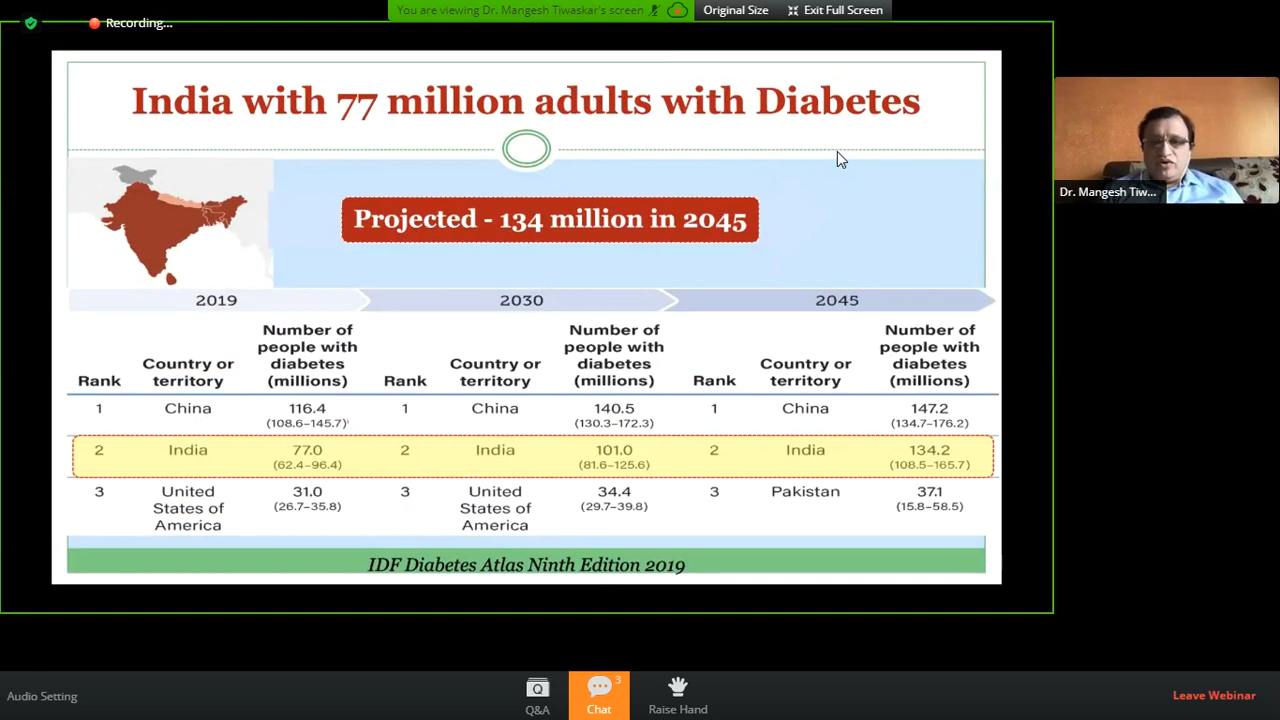 You are viewing Dr. Mangesh Tiwaskar's screen
Original Size
Exit Full Screen
Recording...
India with 77 million adults with Diabetes
Projected - 134 million in 2045
2019 2030 2045
Rank Country or territory Number of people with diabetes (millions) Rank Country or territory Number of people with diabetes (millions) Rank Country or territory Number of people with diabetes (millions)
1 China 116.4 1 China 140.5 1 China 147.2
(108.6–145.7)ⁱ (130.3–172.3) (134.7–176.2)
2 India 77.0 2 India 101.0 2 India 134.2
(62.4–96.4) (81.6–125.6) (108.5–165.7)
3 United States of America 31.0 3 United States of America 34.4 3 Pakistan 37.1
(26.7–35.8) (29.7–39.8) (15.8–58.5)
IDF Diabetes Atlas Ninth Edition 2019
Dr. Mangesh Tiw...
Audio Setting
Q
Q&A
3
Chat
Raise Hand
Leave Webinar